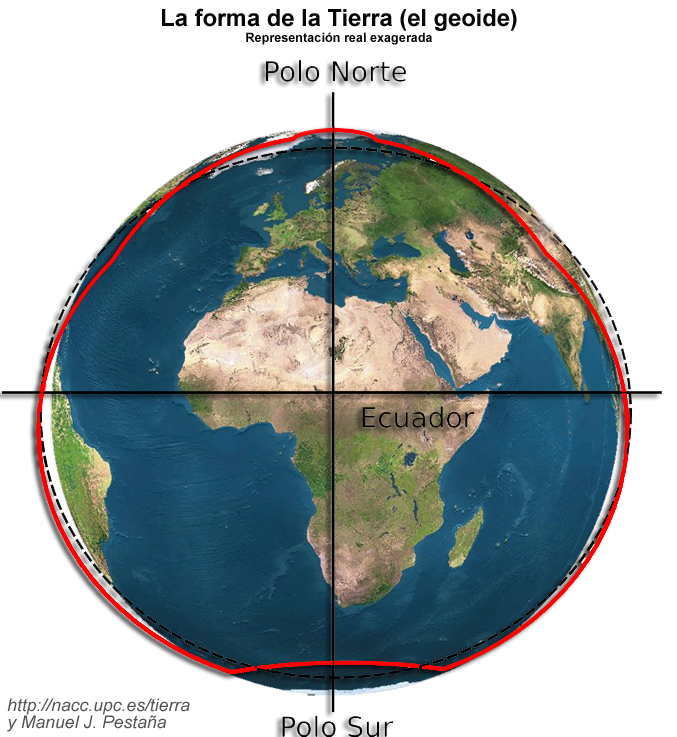 La forma de la Tierra (el geoide)
Representación real exagerada
Polo Norte
Ecuador
http://nacc.upc.es/tierra
y Manuel J. Pestaña
Polo Sur